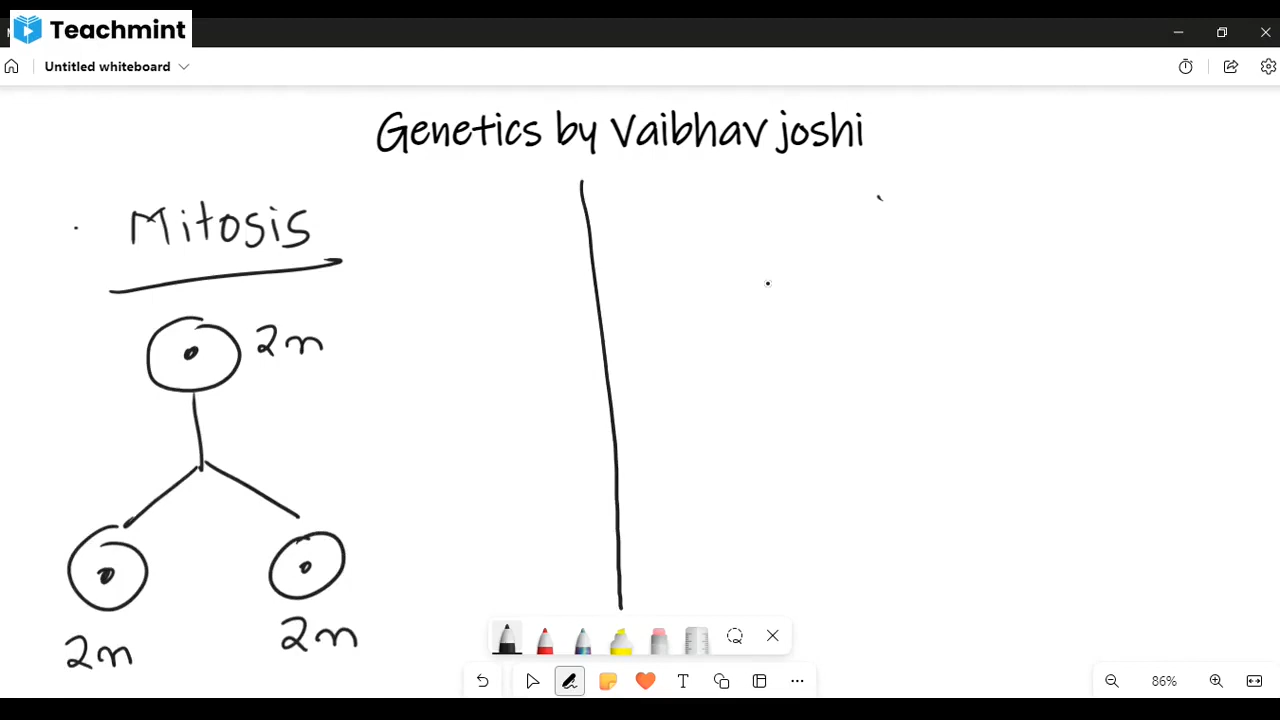 Teachmint
Untitled whiteboard
Genetics by Vaibhav joshi
Mitosis
2n
2n
2n
86%